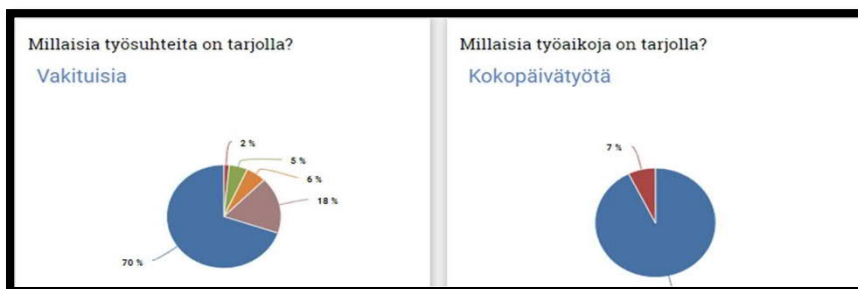 Millaisia työsuhteita on tarjolla?
Vakituisia
2 %
5 %
6 %
18 %
70 %
Millaisia työaikoja on tarjolla?
Kokopäivätyötä
7 %